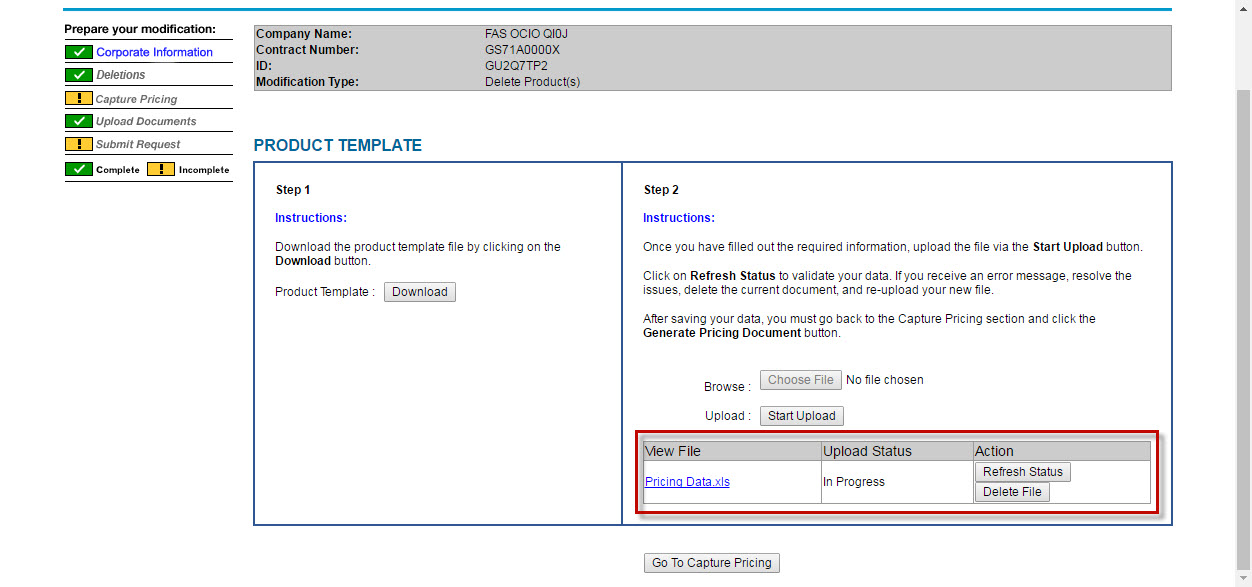 Prepare your modification:
Corporate Information
Deletions
Capture Pricing
Upload Documents
Submit Request
Complete Incomplete
Company Name: FAS OCIO QI0J
Contract Number: GS71A0000X
ID: GU2Q7TP2
Modification Type: Delete Product(s)
PRODUCT TEMPLATE
Step 1
Instructions:
Download the product template file by clicking on the
Download button.
Product Template : Download
Step 2
Instructions:
Once you have filled out the required information, upload the file via the Start Upload button.
Click on Refresh Status to validate your data. If you receive an error message, resolve the
issues, delete the current document, and re-upload your new file.
After saving your data, you must go back to the Capture Pricing section and click the
Generate Pricing Document button.
Browse : Choose File No file chosen
Upload : Start Upload
View File Upload Status Action
Pricing Data.xls In Progress Refresh Status
Delete File
Go To Capture Pricing